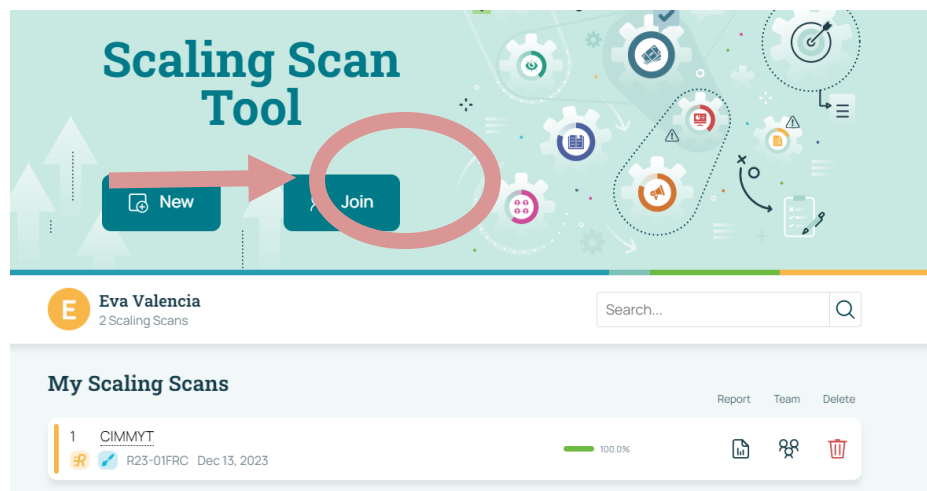 Scaling Scan
Tool
New
Join
E
Eva Valencia
2 Scaling Scans
Search...
My Scaling Scans
Report Team Delete
1 CIMMYT
100.0%
R R23-01FRC Dec 13, 2023